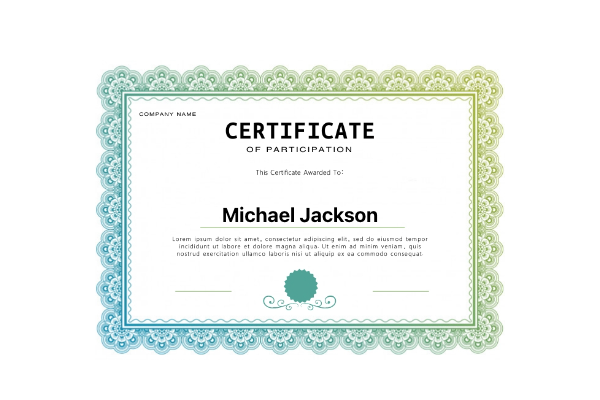 COMPANY NAME
CERTIFICATE
OF PARTICIPATION
This Certificate Awarded To:
Michael Jackson
Lorem ipsum dolor sit amet, consectetur adipiscing elit, sed do eiusmod tempor
incididunt ut labore et dolore magna aliqua. Ut enim ad minim veniam, quis
nostrud exercitation ullamco laboris nisi ut aliquip ex ea commodo consequat.